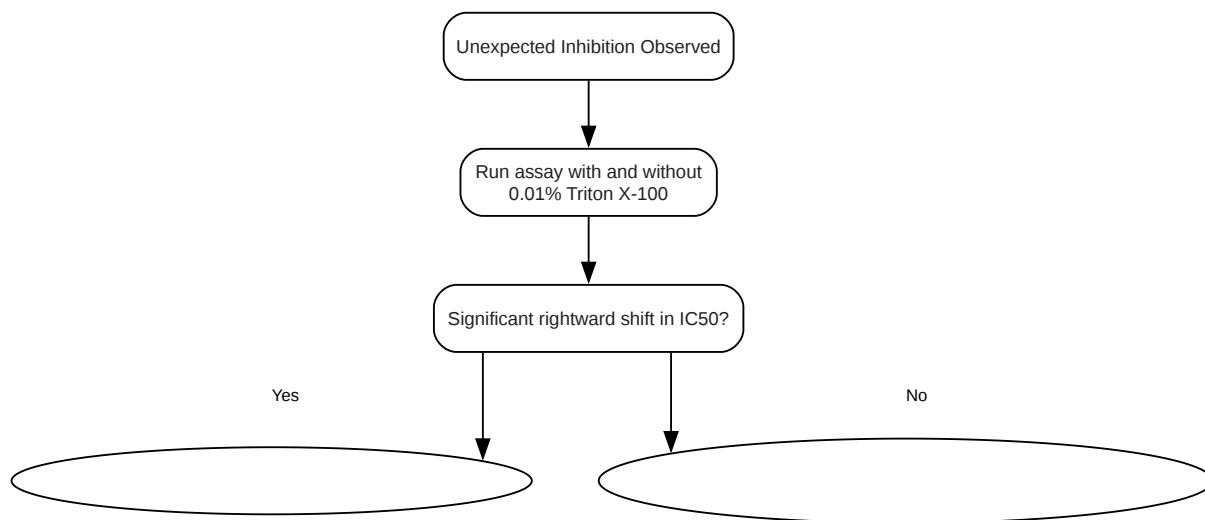 Unexpected Inhibition Observed
Run assay with and without
0.01% Triton X-100
Significant rightward shift in IC50?
Yes
No